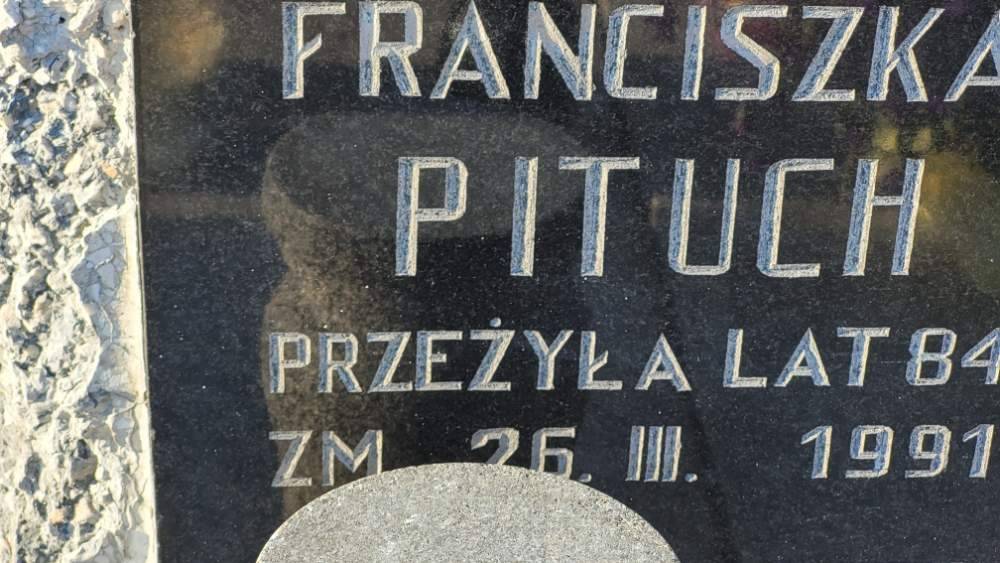 FRANCISZKA
PITUCH
PRZEŻYŁA LAT 84
ZM 26. III. 1991